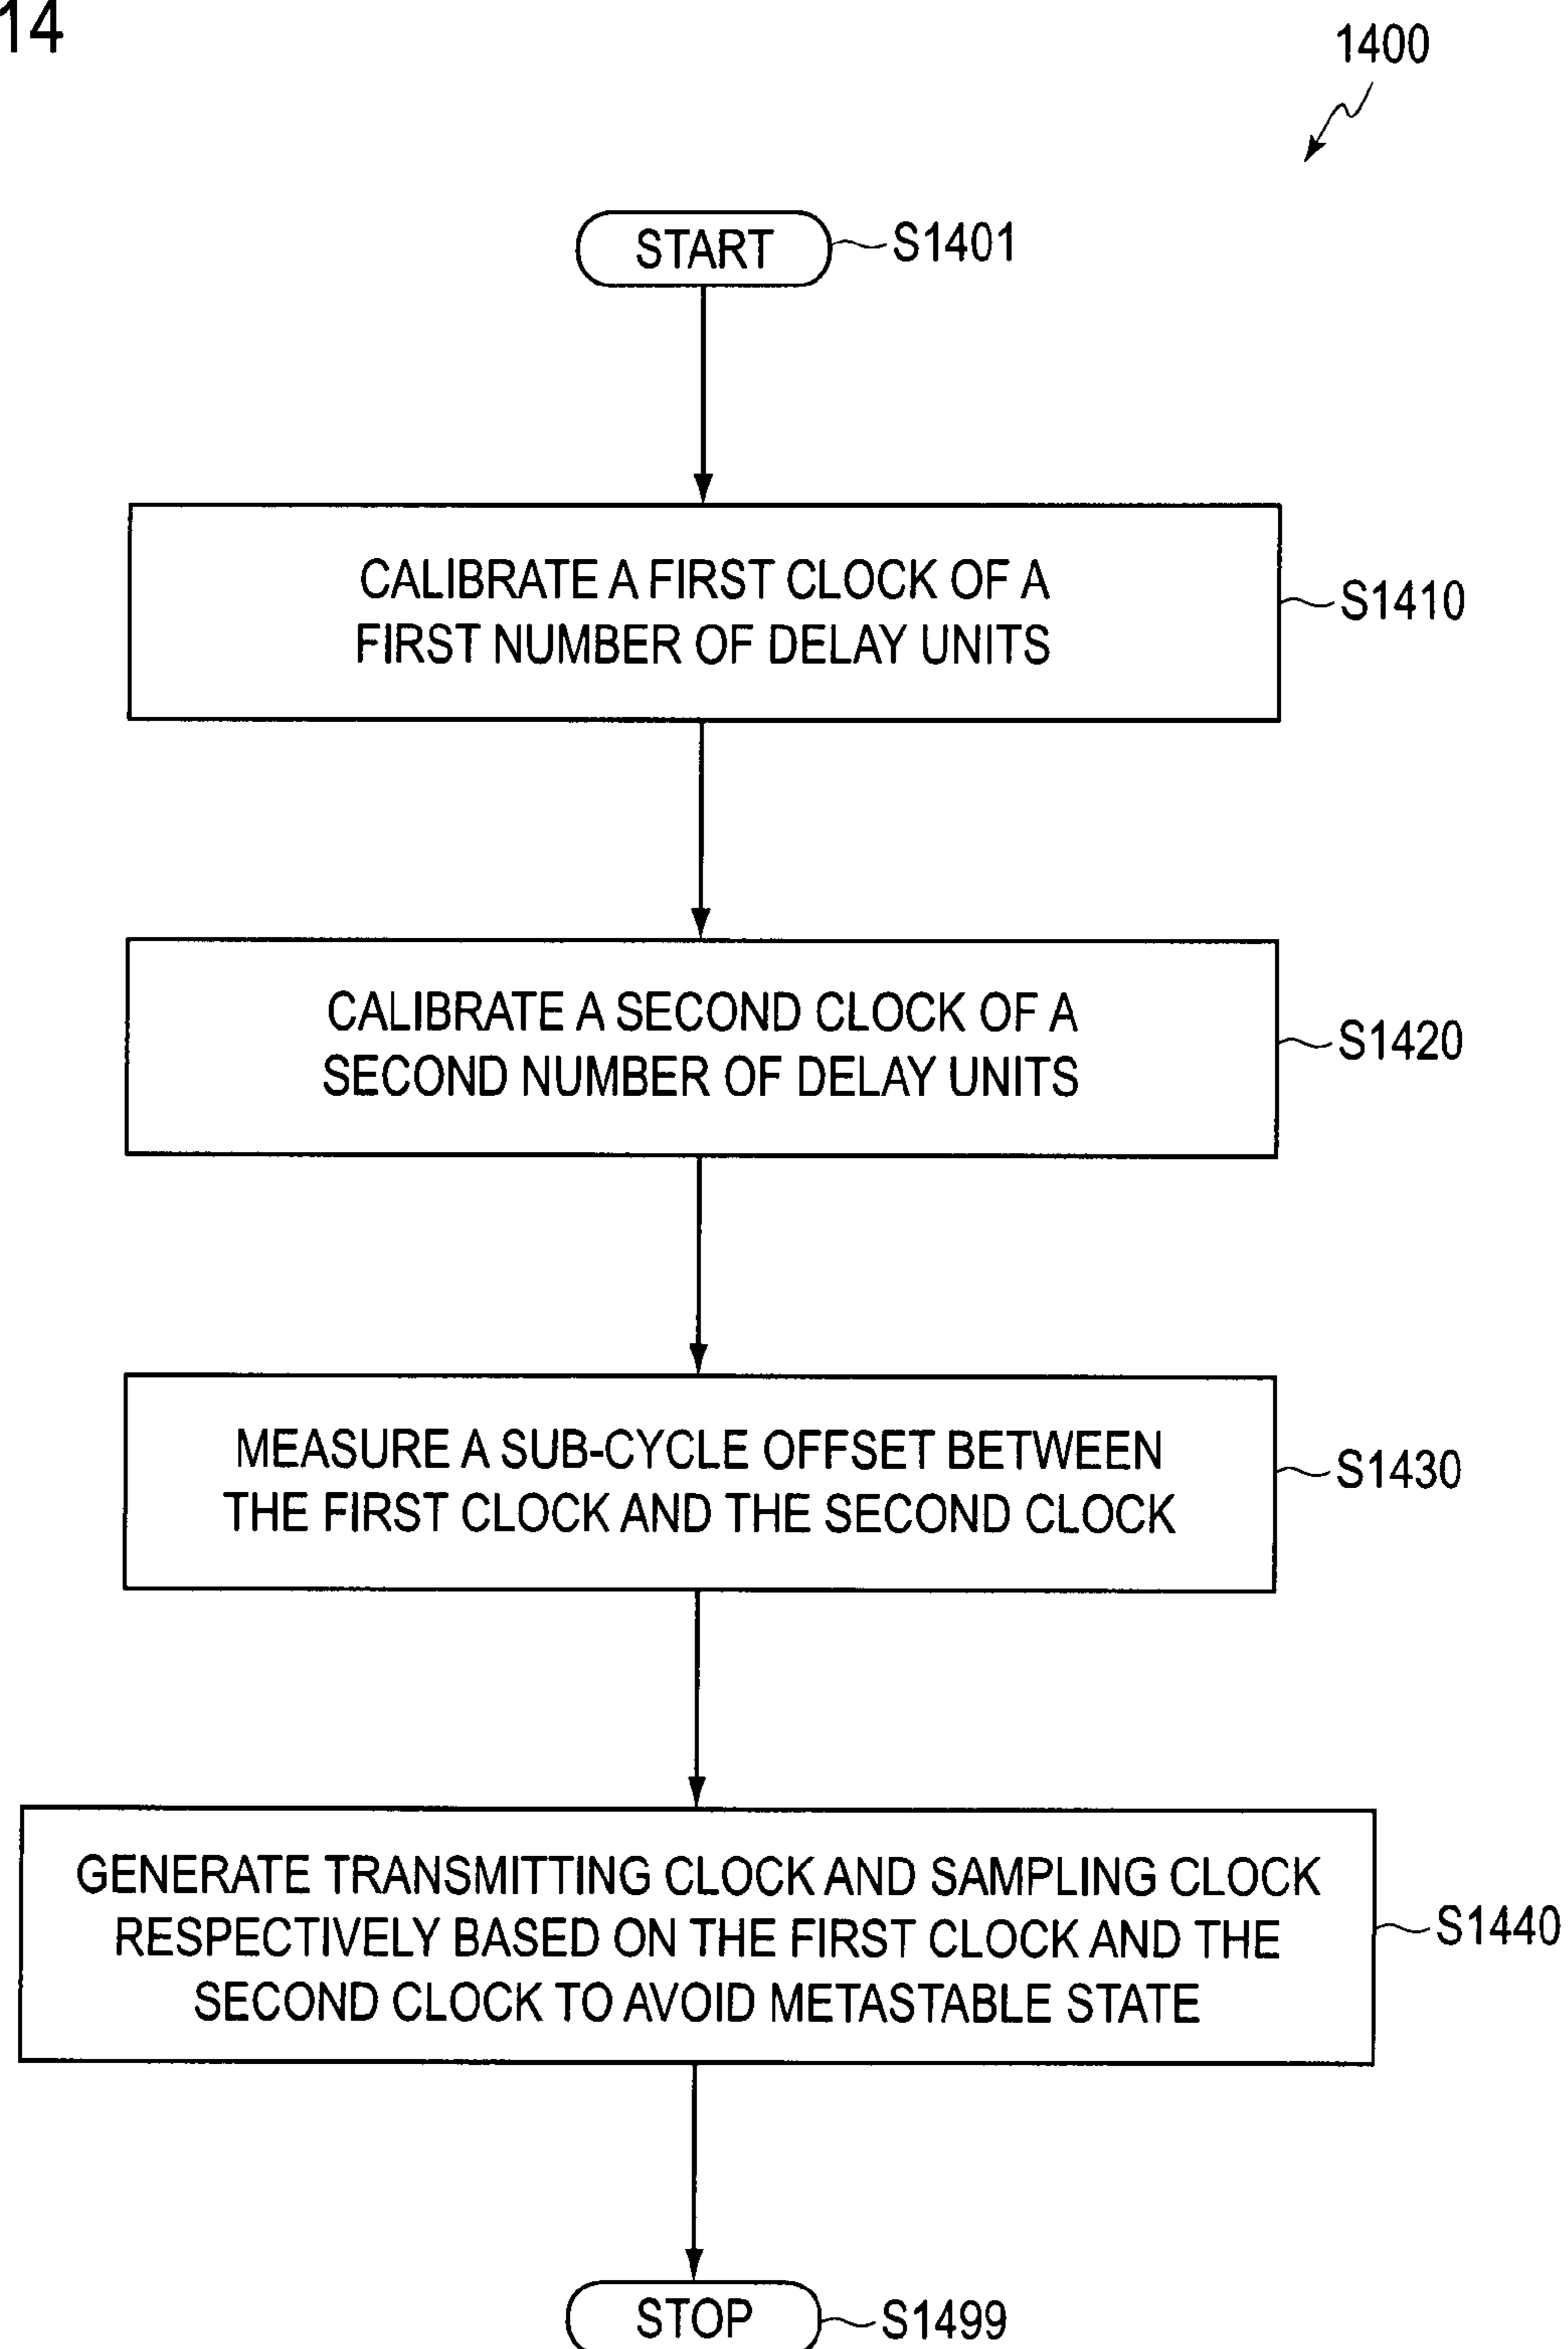 14
1400
START
S1401
CALIBRATE A FIRST CLOCK OF A
FIRST NUMBER OF DELAY UNITS
S1410
CALIBRATE A SECOND CLOCK OF A
SECOND NUMBER OF DELAY UNITS
S1420
MEASURE A SUB-CYCLE OFFSET BETWEEN
THE FIRST CLOCK AND THE SECOND CLOCK
S1430
GENERATE TRANSMITTING CLOCK AND SAMPLING CLOCK
RESPECTIVELY BASED ON THE FIRST CLOCK AND THE
SECOND CLOCK TO AVOID METASTABLE STATE
S1440
STOP
S1499